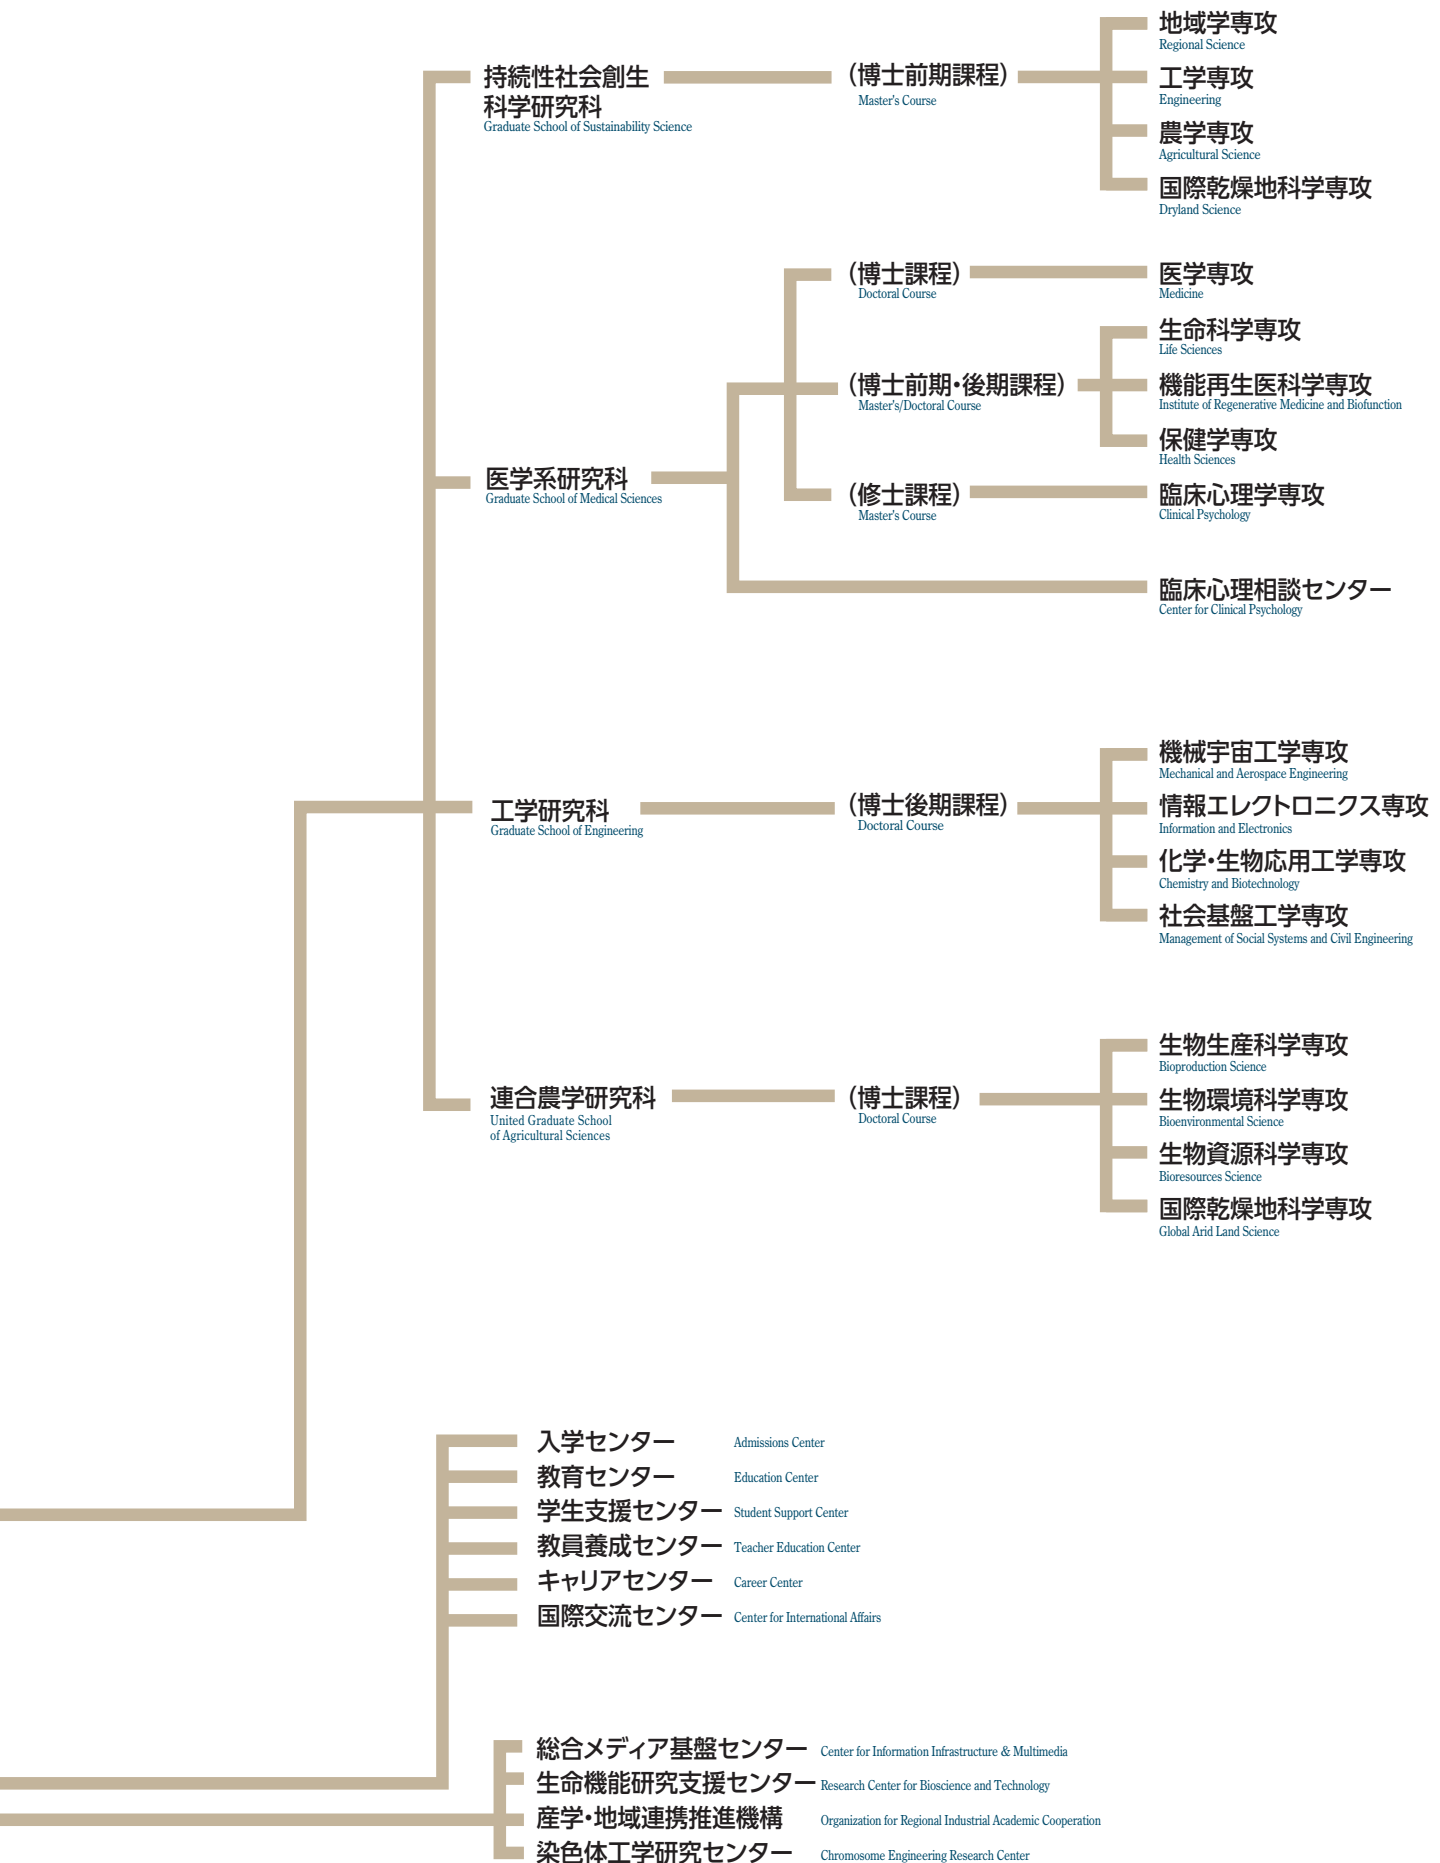 地域学専攻
Regional Science
持続性社会創生
科学研究科
Graduate School of Sustainability Science
（博士前期課程）
Master's Course
工学専攻
Engineering
農学専攻
Agricultural Science
国際乾燥地科学専攻
Dryland Science
（博士課程）
Doctoral Course
医学専攻
Medicine
生命科学専攻
Life Sciences
（博士前期・後期課程）
Master's/Doctoral Course
機能再生医科学専攻
Institute of Regenerative Medicine and Biofunction
保健学専攻
Health Sciences
医学系研究科
Graduate School of Medical Sciences
（修士課程）
Master's Course
臨床心理学専攻
Clinical Psychology
臨床心理相談センター
Center for Clinical Psychology
機械宇宙工学専攻
Mechanical and Aerospace Engineering
工学研究科
Graduate School of Engineering
（博士後期課程）
Doctoral Course
情報エレクトロニクス専攻
Information and Electronics
化学・生物応用工学専攻
Chemistry and Biotechnology
社会基盤工学専攻
Management of Social Systems and Civil Engineering
生物生産科学専攻
Bioproduction Science
連合農学研究科
United Graduate School
of Agricultural Sciences
（博士課程）
Doctoral Course
生物環境科学専攻
Bioenvironmental Science
生物資源科学専攻
Bioresources Science
国際乾燥地科学専攻
Global Arid Land Science
入学センター Admissions Center
教育センター Education Center
学生支援センター Student Support Center
教員養成センター Teacher Education Center
キャリアセンター Career Center
国際交流センター Center for International Affairs
総合メディア基盤センター Center for Information Infrastructure & Multimedia
生命機能研究支援センター Research Center for Bioscience and Technology
産学・地域連携推進機構 Organization for Regional Industrial Academic Cooperation
染色体工学研究センター Chromosome Engineering Research Center